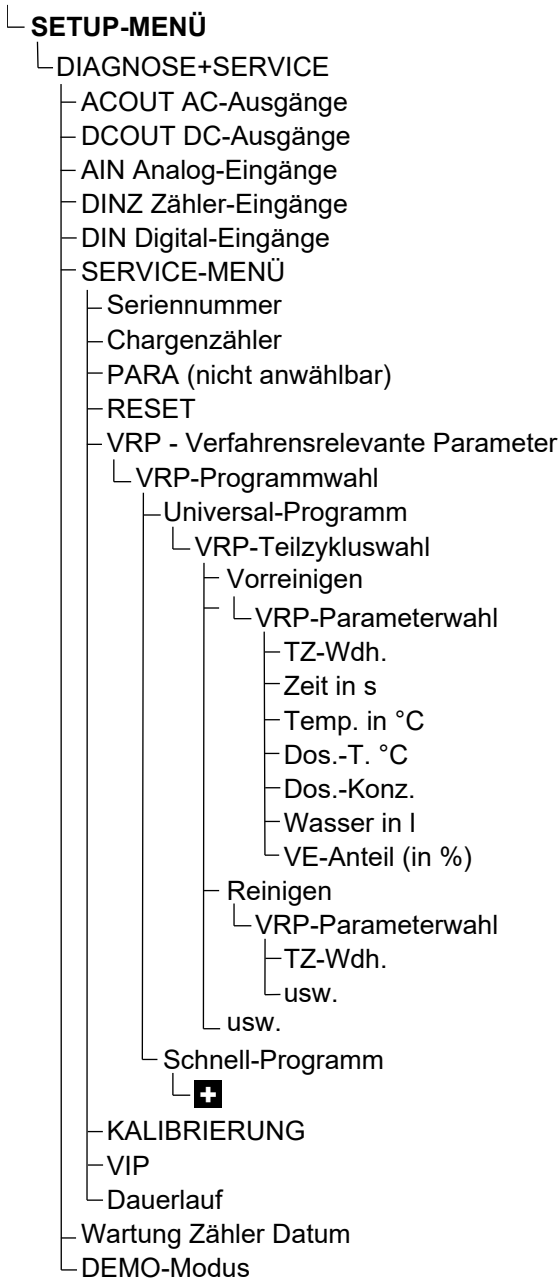 SETUP-MENÜ
DIAGNOSE+SERVICE
ACOUT AC-Ausgänge
DCOUT DC-Ausgänge
AIN Analog-Eingänge
DINZ Zähler-Eingänge
DIN Digital-Eingänge
SERVICE-MENÜ
Seriennummer
Chargenzähler
PARA (nicht anwählbar)
RESET
VRP - Verfahrensrelevante Parameter
VRP-Programmwahl
Universal-Programm
VRP-Teilzykluswahl
Vorreinigen
VRP-Parameterwahl
TZ-Wdh.
Zeit in s
Temp. in °C
Dos.-T. °C
Dos.-Konz.
Wasser in l
VE-Anteil (in %)
Reinigen
VRP-Parameterwahl
TZ-Wdh.
usw.
usw.
Schnell-Programm
+
KALIBRIERUNG
VIP
Dauerlauf
Wartung Zähler Datum
DEMO-Modus